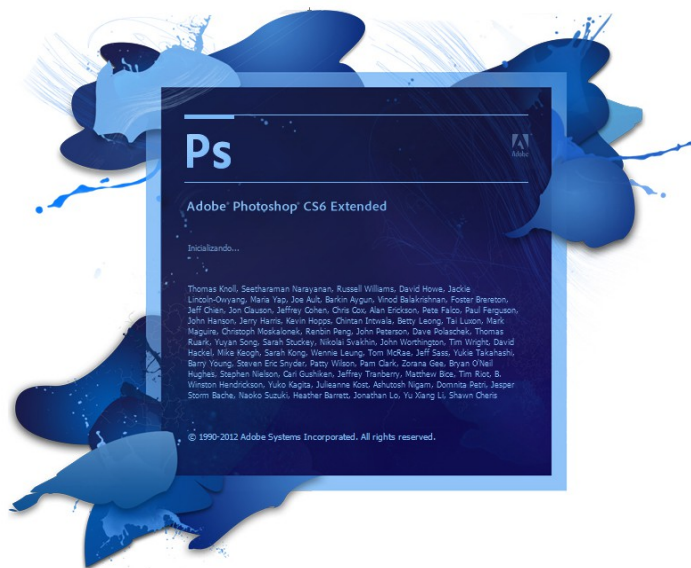 Ps
Adobe
Adobe® Photoshop® CS6 Extended
Inicializando...
Thomas Knoll, Seetharaman Narayanan, Russell Williams, David Howe, Jackie
Lincoln-Owyang, Maria Yap, Joe Ault, Barkin Aygun, Vinod Balakrishnan, Foster Brereton,
Jeff Chien, Jon Clauson, Jeffrey Cohen, Chris Cox, Alan Erickson, Pete Falco, Paul Ferguson,
John Hanson, Jerry Harris, Kevin Hopps, Chintan Intwala, Betty Leong, Tai Luxon, Mark
Maguire, Christoph Moskalonek, Renbin Peng, John Peterson, Dave Polaschek, Thomas
Ruark, Yuyan Song, Sarah Stuckey, Nikolai Svakhin, John Worthington, Tim Wright, David
Hackel, Mike Keogh, Sarah Kong, Wennie Leung, Tom McRae, Jeff Sass, Yukie Takahashi,
Barry Young, Steven Eric Snyder, Patty Wilson, Pam Clark, Zorana Gee, Bryan O'Neil
Hughes, Stephen Nielson, Cari Gushiken, Jeffrey Tranberry, Matthew Bice, Tim Riot, B.
Winston Hendrickson, Yuko Kagita, Julieanne Kost, Ashutosh Nigam, Domnita Petri, Jesper
Storm Bache, Naoko Suzuki, Heather Barrett, Jonathan Lo, Yu Xiang Li, Shawn Cheris
© 1990-2012 Adobe Systems Incorporated. All rights reserved.